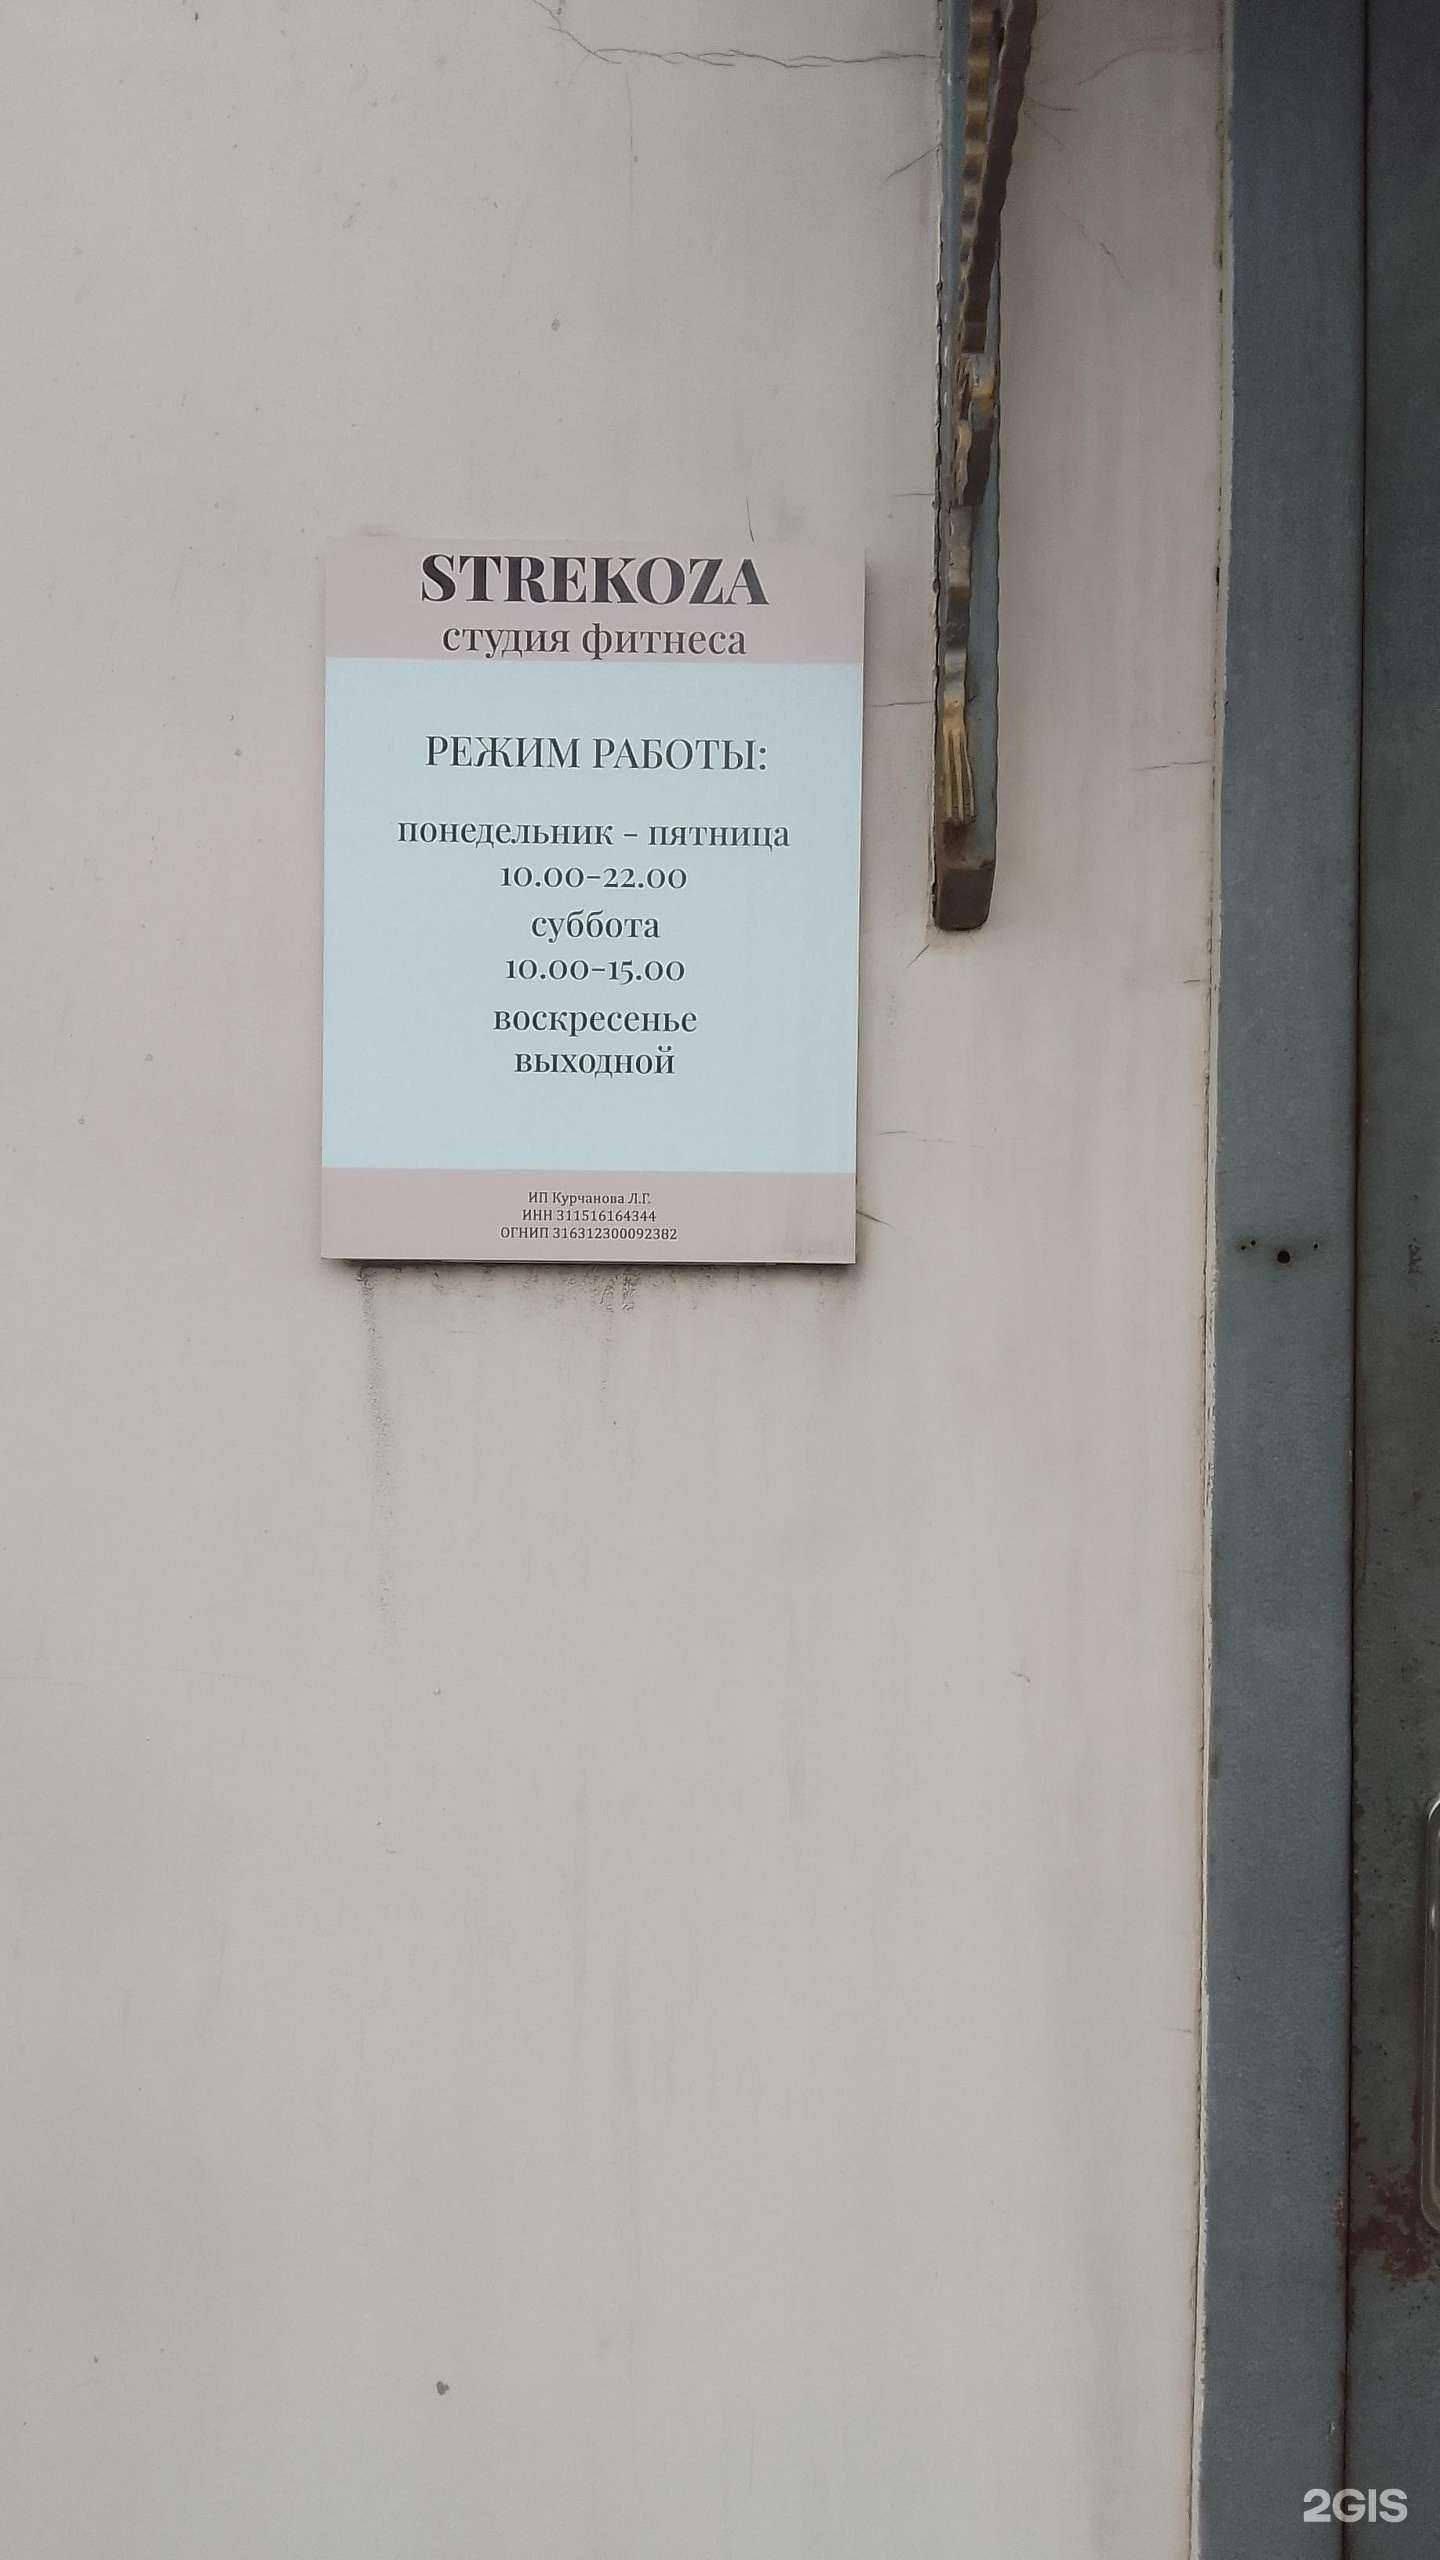 STREKOZA
студия фитнеса
РЕЖИМ РАБОТЫ:
понедельник - пятница
10.00-22.00
суббота
10.00-15.00
воскресенье
выходной
ИП Курчанова Л.Г.
ИНН 311516164344
ОГНИП 316312300092382
2GIS